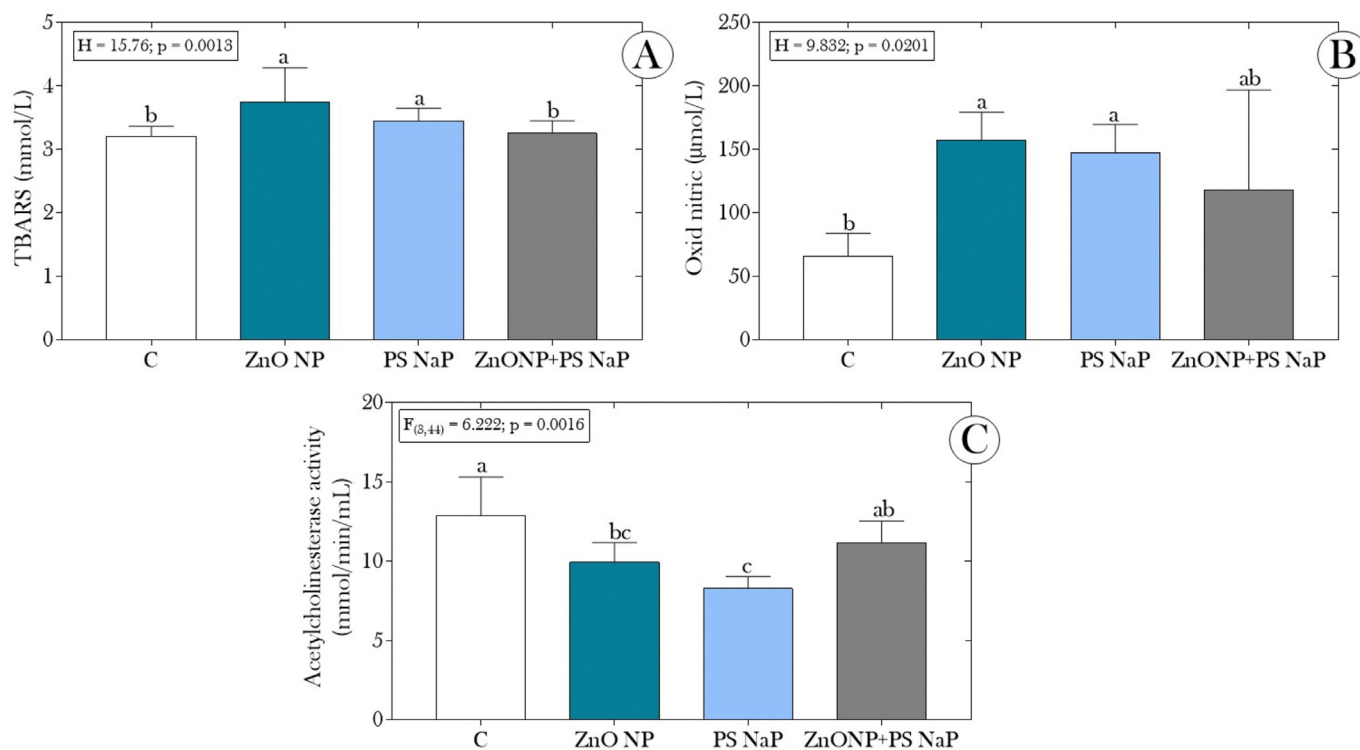 H = 15.76; p = 0.0013
A
TBARS (mmol/L)
5
4
3
2
1
0
b
a
a
b
C
ZnO NP
PS NaP
ZnONP+PS NaP
H = 9.832; p = 0.0201
B
Oxid nitric (µmol/L)
250
200
150
100
50
0
b
a
a
ab
C
ZnO NP
PS NaP
ZnONP+PS NaP
F(3,44) = 6.222; p = 0.0016
C
Acetylcholinesterase activity
(mmol/min/mL)
20
15
10
5
0
a
bc
c
ab
C
ZnO NP
PS NaP
ZnONP+PS NaP